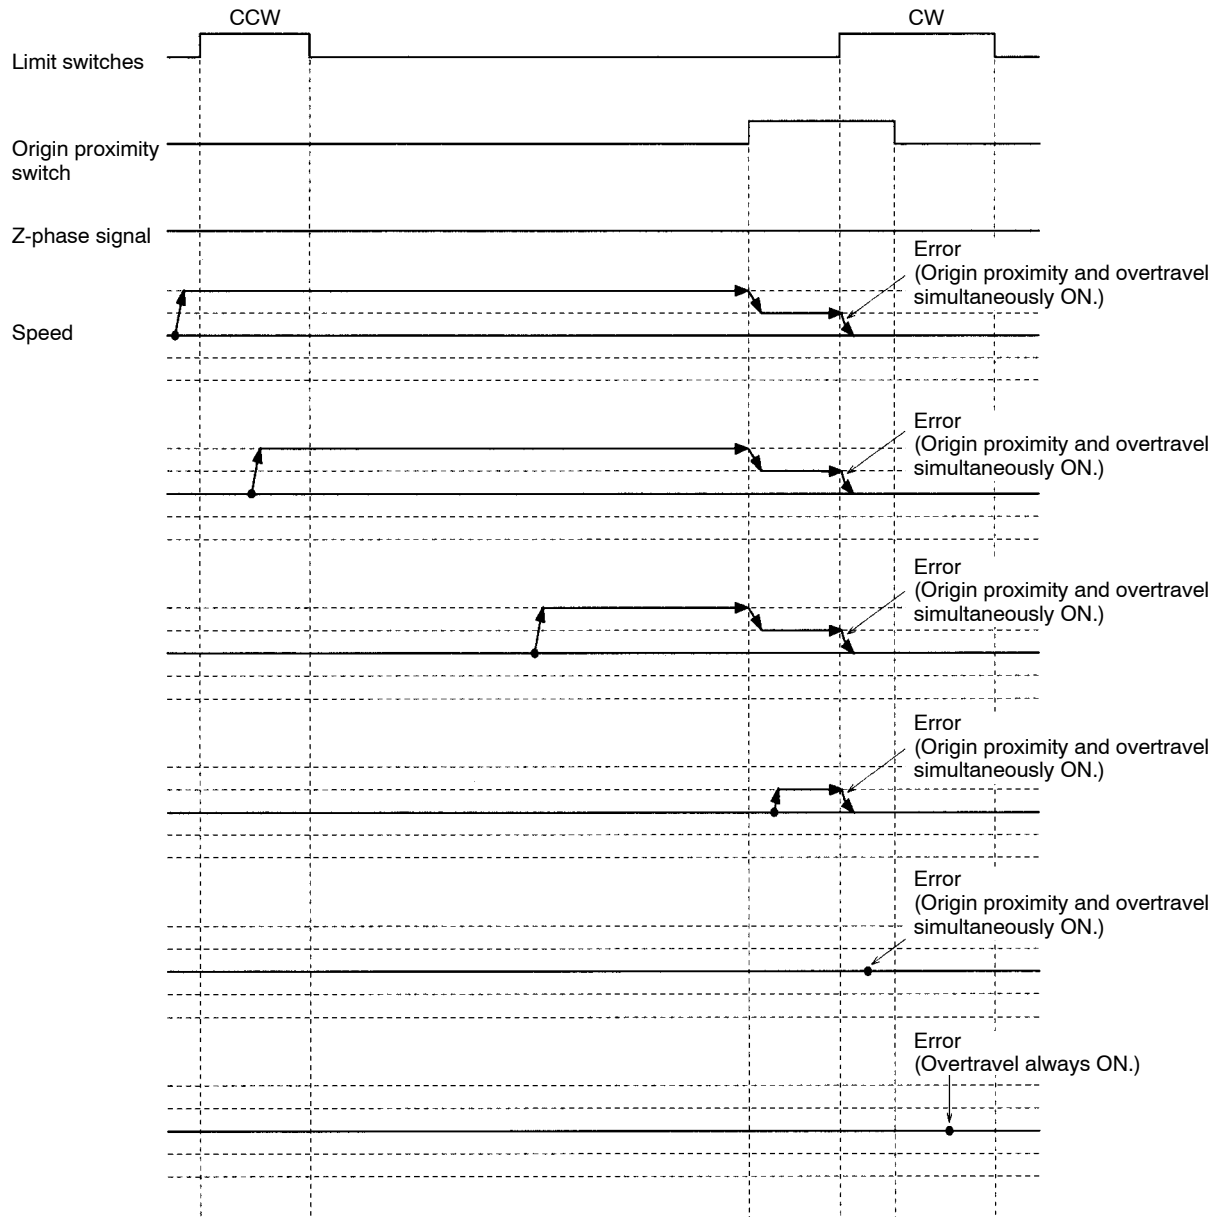 CCW
CW
Limit switches
Origin proximity
switch
Z-phase signal
Error
(Origin proximity and overtravel
simultaneously ON.)
Speed
Error
(Origin proximity and overtravel
simultaneously ON.)
Error
(Origin proximity and overtravel
simultaneously ON.)
Error
(Origin proximity and overtravel
simultaneously ON.)
Error
(Origin proximity and overtravel
simultaneously ON.)
Error
(Overtravel always ON.)